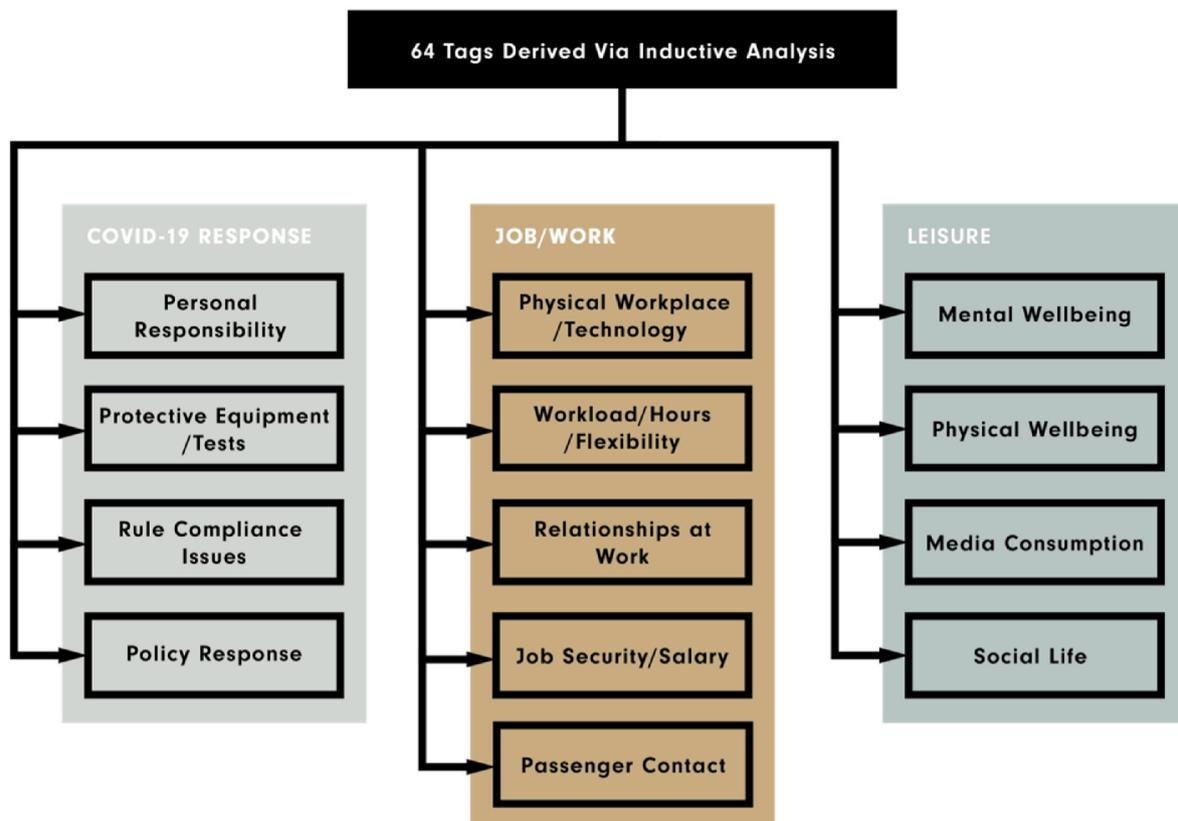 64 Tags Derived Via Inductive Analysis
COVID-19 RESPONSE
Personal
Responsibility
Protective Equipment
/Tests
Rule Compliance
Issues
Policy Response
JOB/WORK
Physical Workplace
/Technology
Workload/Hours
/Flexibility
Relationships at
Work
Job Security/Salary
Passenger Contact
LEISURE
Mental Wellbeing
Physical Wellbeing
Media Consumption
Social Life